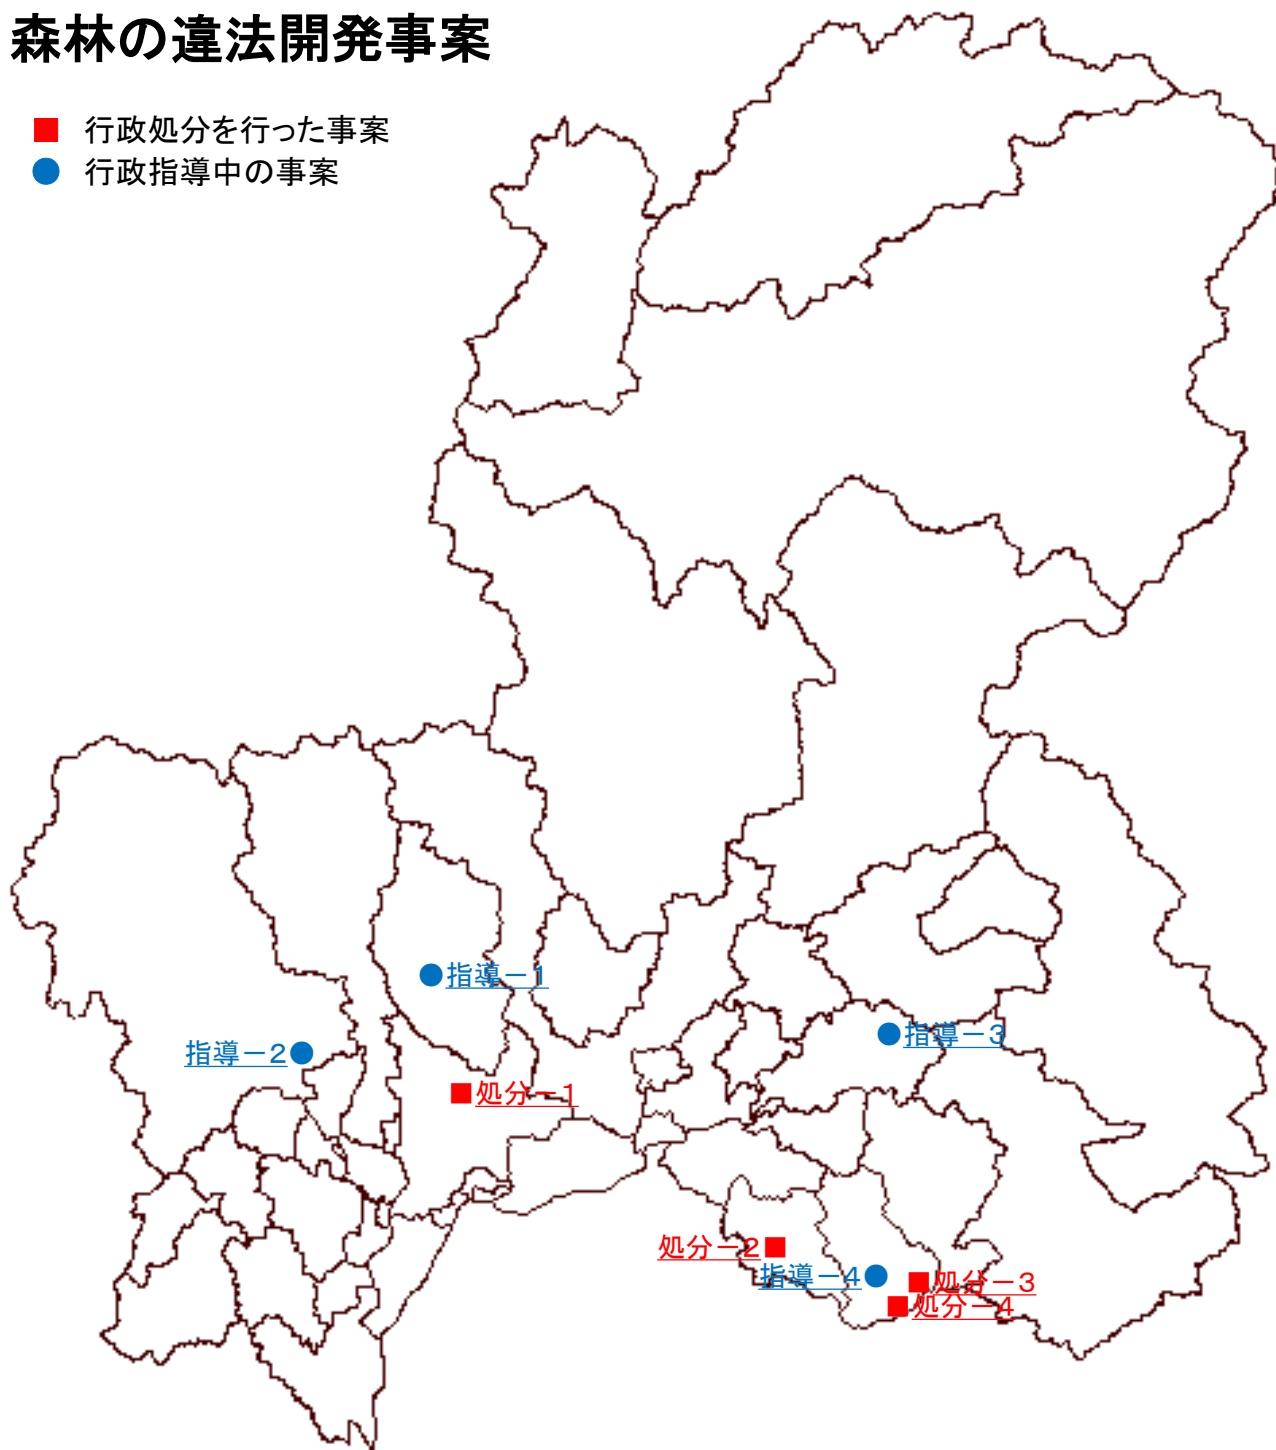 森林の違法開発事案
行政処分を行った事案
行政指導中の事案
指導－1
指導－2
指導－3
処分－1
処分－2
指導－4
処分－3
処分－4